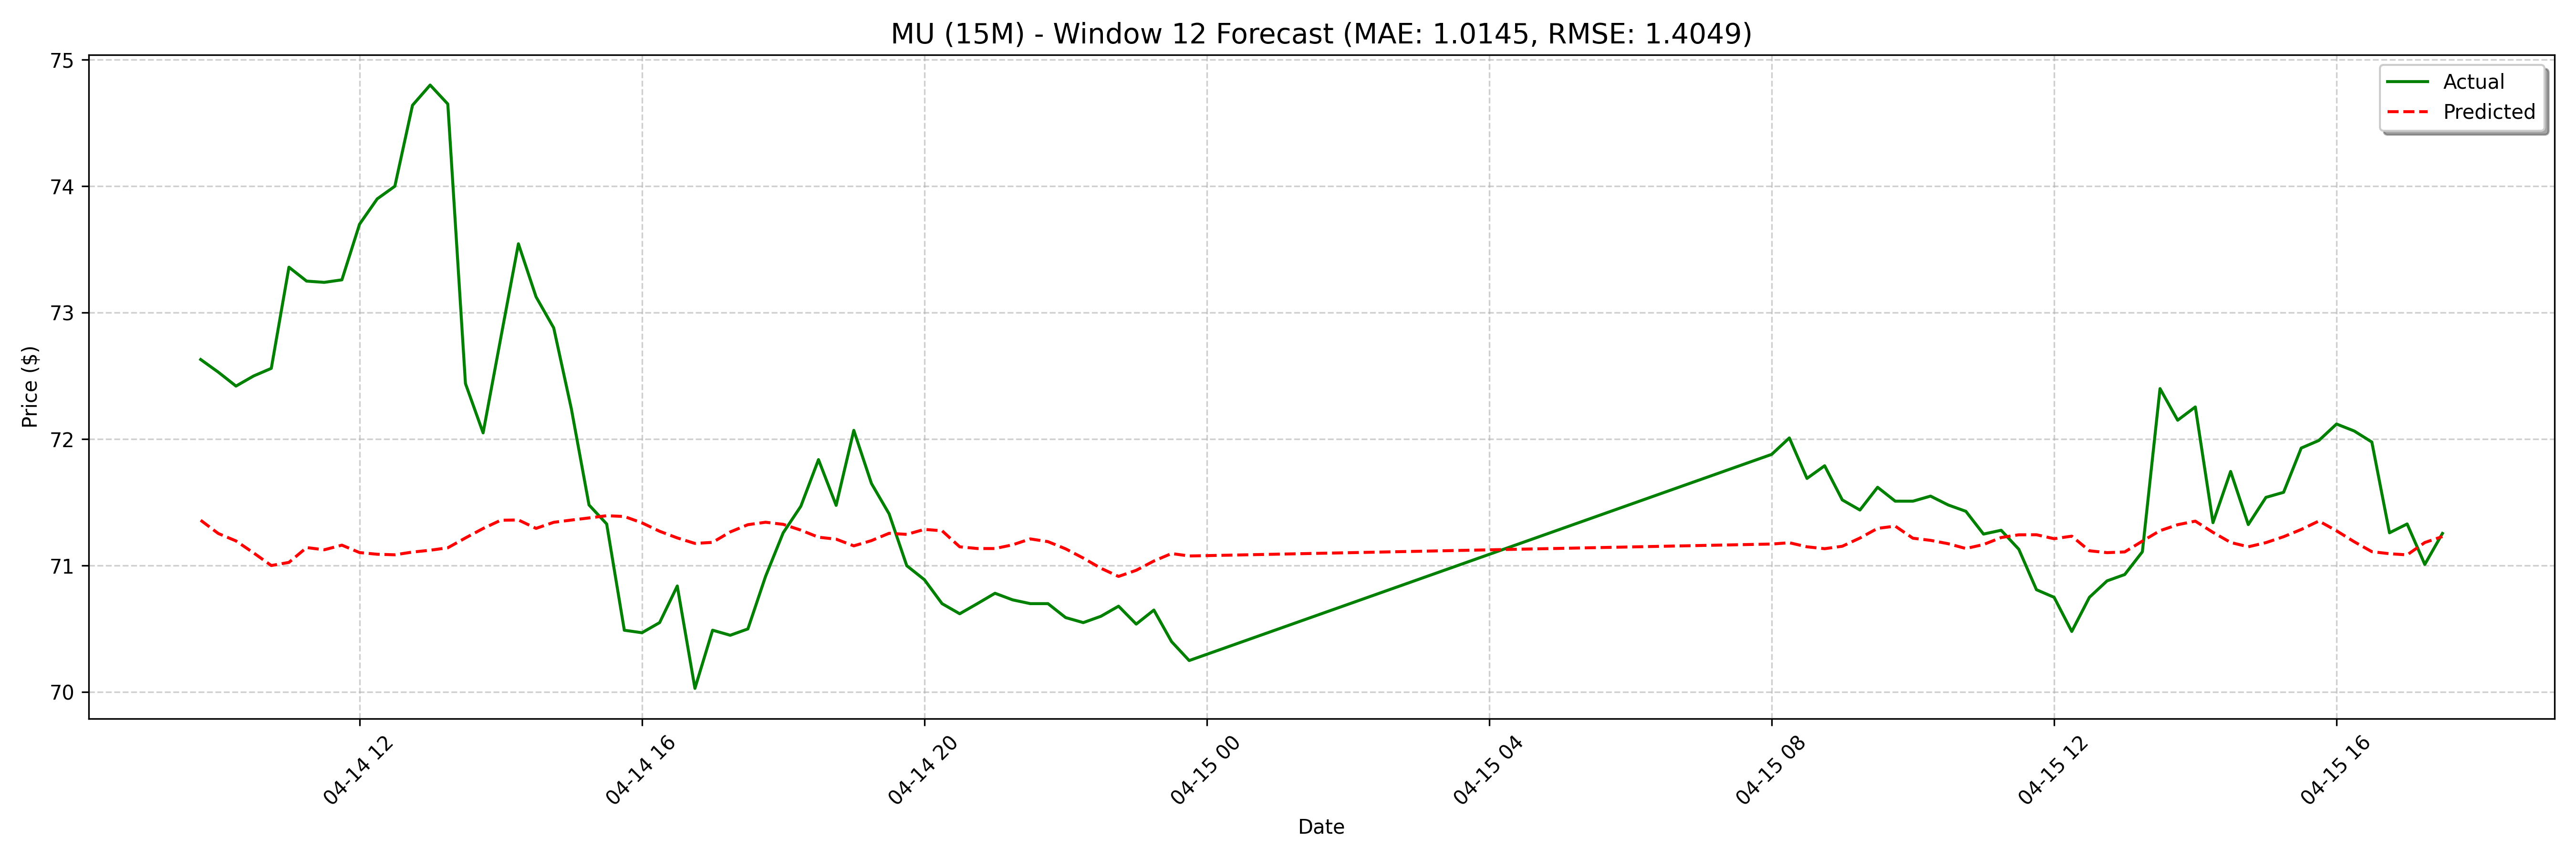 MU (15M) - Window 12 Forecast (MAE: 1.0145, RMSE: 1.4049)
Actual
Predicted
Price ($)
75
74
73
72
71
70
04-14 12
04-14 16
04-14 20
04-15 00
04-15 04
04-15 08
04-15 12
04-15 16
Date